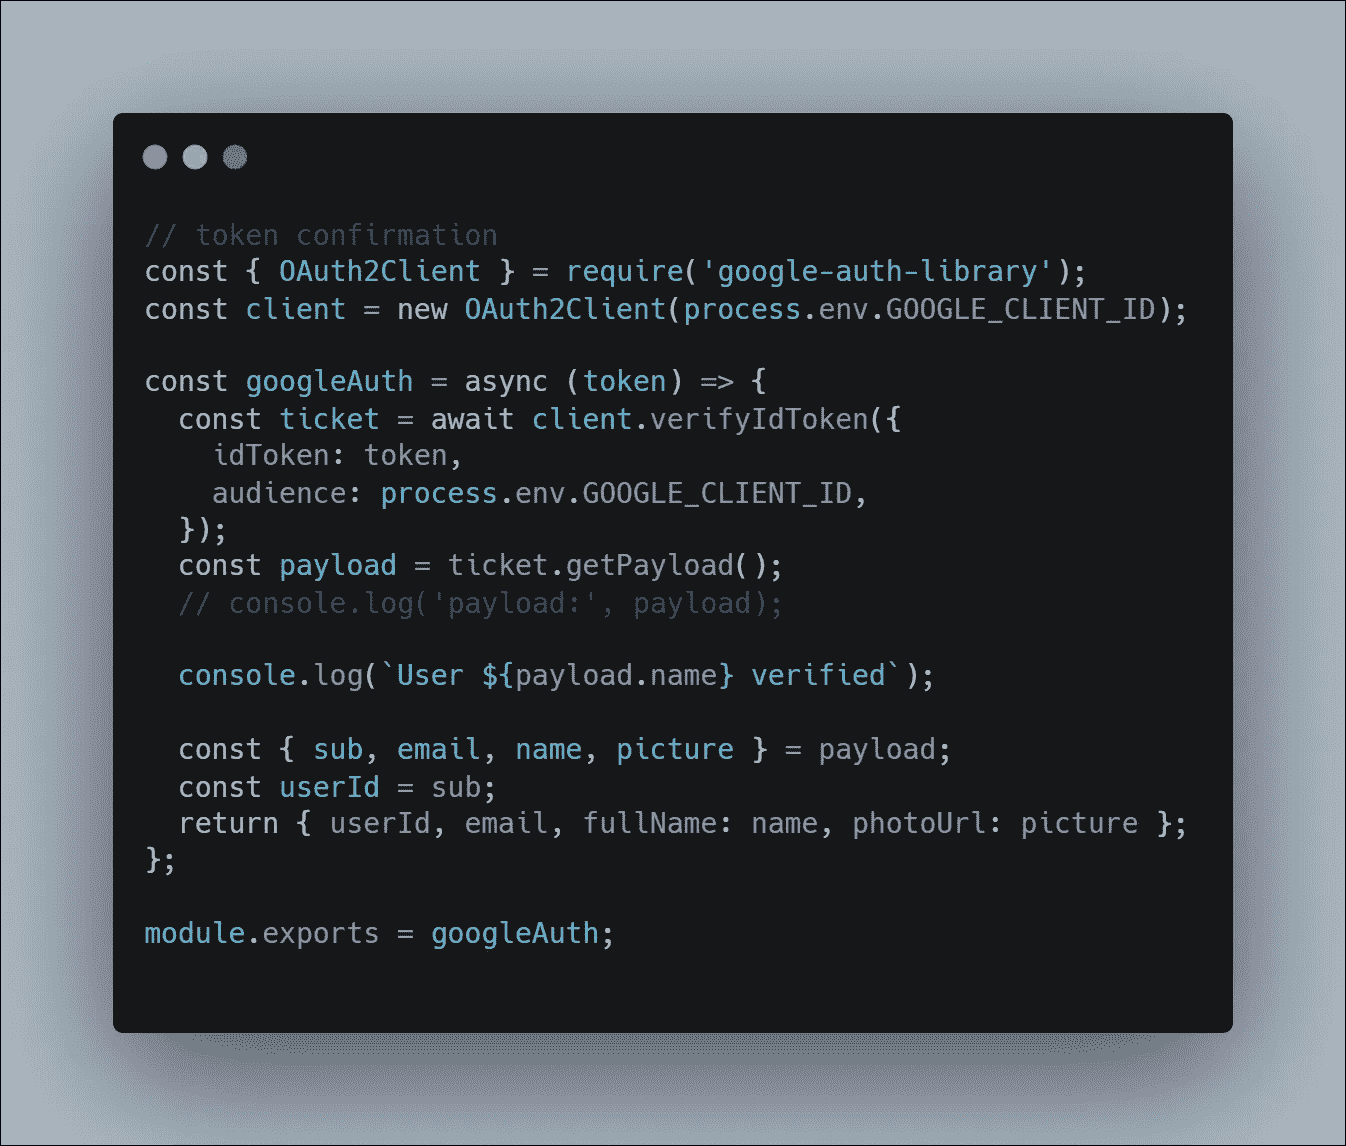 // token confirmation
const { OAuth2Client } = require('google-auth-library');
const client = new OAuth2Client(process.env.GOOGLE_CLIENT_ID);
const googleAuth = async (token) => {
  const ticket = await client.verifyIdToken({
    idToken: token,
    audience: process.env.GOOGLE_CLIENT_ID,
  });
  const payload = ticket.getPayload();
  // console.log('payload:', payload);
  console.log(`User ${payload.name} verified`);
  const { sub, email, name, picture } = payload;
  const userId = sub;
  return { userId, email, fullName: name, photoUrl: picture };
};
module.exports = googleAuth;